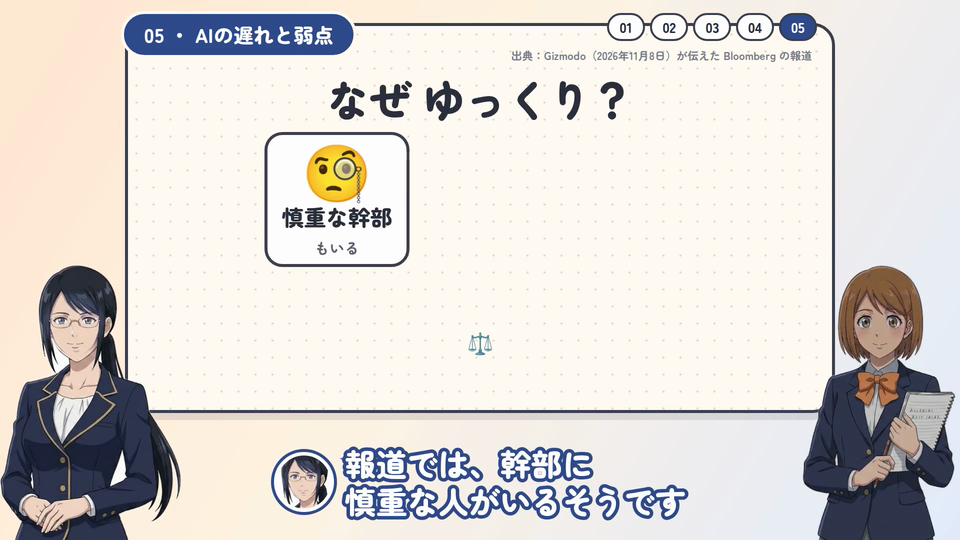 05 ・ AIの遅れと弱点
01 02 03 04 05
出典：Gizmodo（2026年11月8日）が伝えた Bloomberg の報道
なぜ ゆっくり？
慎重な幹部
もいる
報道では、幹部に
慎重な人がいるそうです